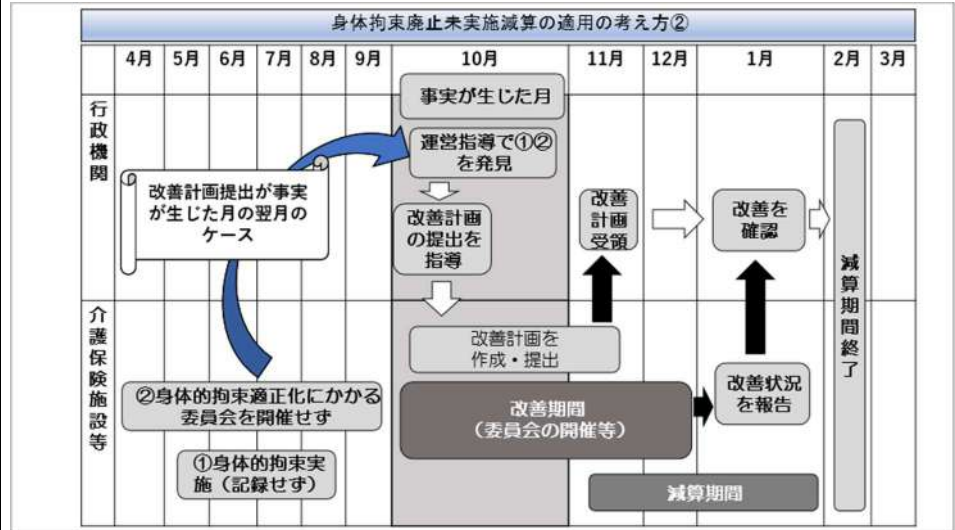 身体拘束廃止未実施減算の適用の考え方②
4月 5月 6月 7月 8月 9月 10月 11月 12月 1月 2月 3月
行政機関
事実が生じた月
運営指導で①②
を発見
改善計画提出が事実
が生じた月の翌月の
ケース
改善計画
の提出を
指導
改善
計画
受領
改善を
確認
減算期間終了
介護保険施設等
改善計画を
作成・提出
②身体的拘束適正化にかかる
委員会を開催せず
改善期間
(委員会の開催等)
改善状況
を報告
①身体的拘束実
施(記録せず)
減算期間